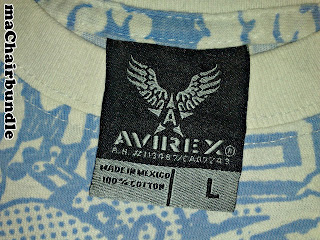 maChairbundle
A
AVIREX®
MADE IN MEXICO
100% COTTON
L